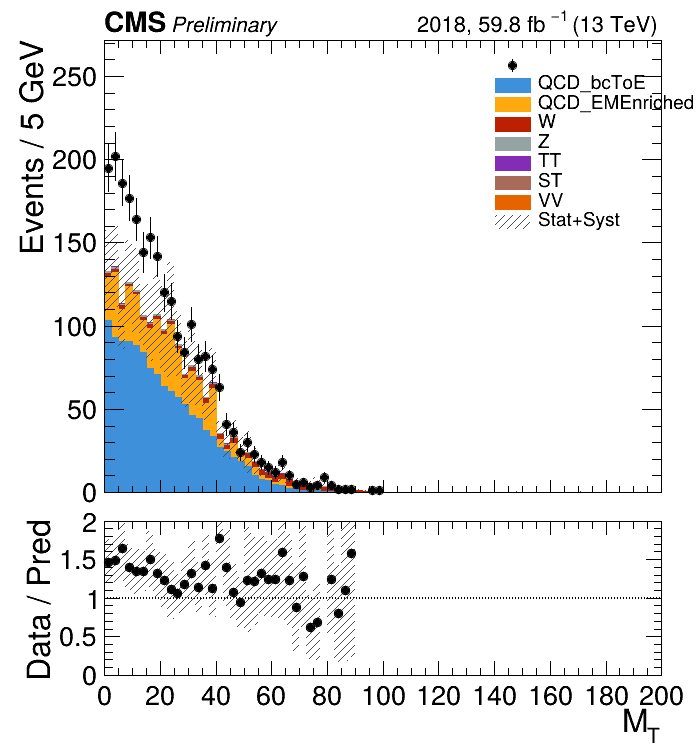 CMS Preliminary 2018, 59.8 fb⁻¹ (13 TeV)
Events / 5 GeV
250
200
150
100
50
0
QCD_bcToE
QCD_EMEnriched
W
Z
TT
ST
VV
Stat+Syst
Data / Pred
2
1.5
1
0.5
0
0 20 40 60 80 100 120 140 160 180 200
M_T